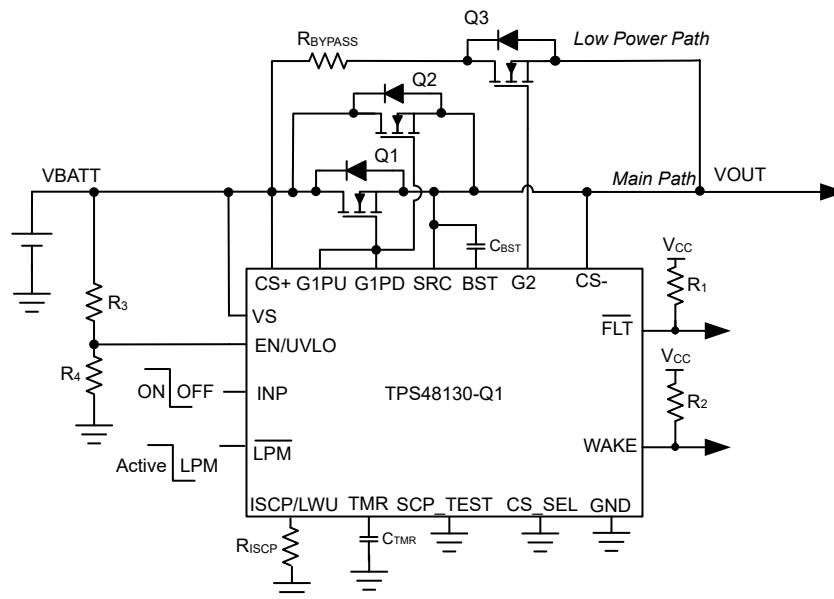 Q3
Low Power Path
RBYPASS
Q2
Q1
VBATT
Main Path
VOUT
CBST
VCC
CS+ G1PU G1PD SRC BST G2 CS-
R1
R3
VS
FLT
EN/UVLO
VCC
R4
ON OFF
INP
TPS48130-Q1
R2
LPM
WAKE
Active LPM
ISCP/LWU TMR SCP_TEST CS_SEL GND
RISCP
CTMR